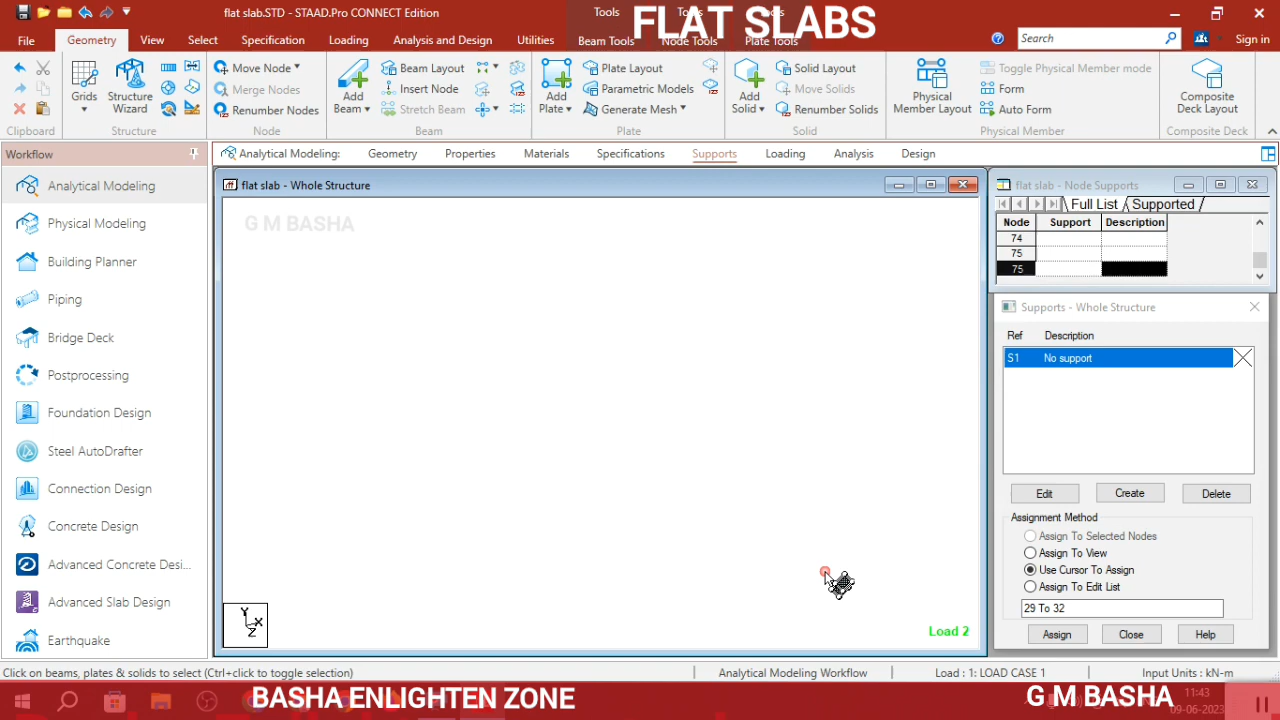 flat slab.STD - STAAD.Pro CONNECT Edition
Tools
Tools
FLAT SLABS
File Geometry View Select Specification Loading Analysis and Design Utilities Beam Tools Node Tools Plate Tools Search Sign in
Grids
Structure Wizard
Move Node
Merge Nodes
Renumber Nodes
Add Beam
Beam Layout
Insert Node
Stretch Beam
Add Plate
Plate Layout
Parametric Models
Generate Mesh
Add Solid
Solid Layout
Move Solids
Renumber Solids
Physical Member Layout
Toggle Physical Member mode
Form
Auto Form
Composite Deck Layout
Clipboard Structure Node Beam Plate Solid Physical Member Composite Deck
Workflow
Analytical Modeling: Geometry Properties Materials Specifications Supports Loading Analysis Design
Analytical Modeling
Physical Modeling
Building Planner
Piping
Bridge Deck
Postprocessing
Foundation Design
Steel AutoDrafter
Connection Design
Concrete Design
Advanced Concrete Desi...
Advanced Slab Design
Earthquake
flat slab - Whole Structure
G M BASHA
Y
X
Z
Load 2
flat slab - Node Supports
Full List Supported
Node Support Description
74
75
75
Supports - Whole Structure
Ref Description
S1 No support
Edit Create Delete
Assignment Method
Assign To Selected Nodes
Assign To View
Use Cursor To Assign
Assign To Edit List
29 To 32
Assign Close Help
Click on beams, plates & solids to select (Ctrl+click to toggle selection) Analytical Modeling Workflow Load : 1: LOAD CASE 1 Input Units : kN-m
BASHA ENLIGHTEN ZONE
G M BASHA
11:43
09-06-2023